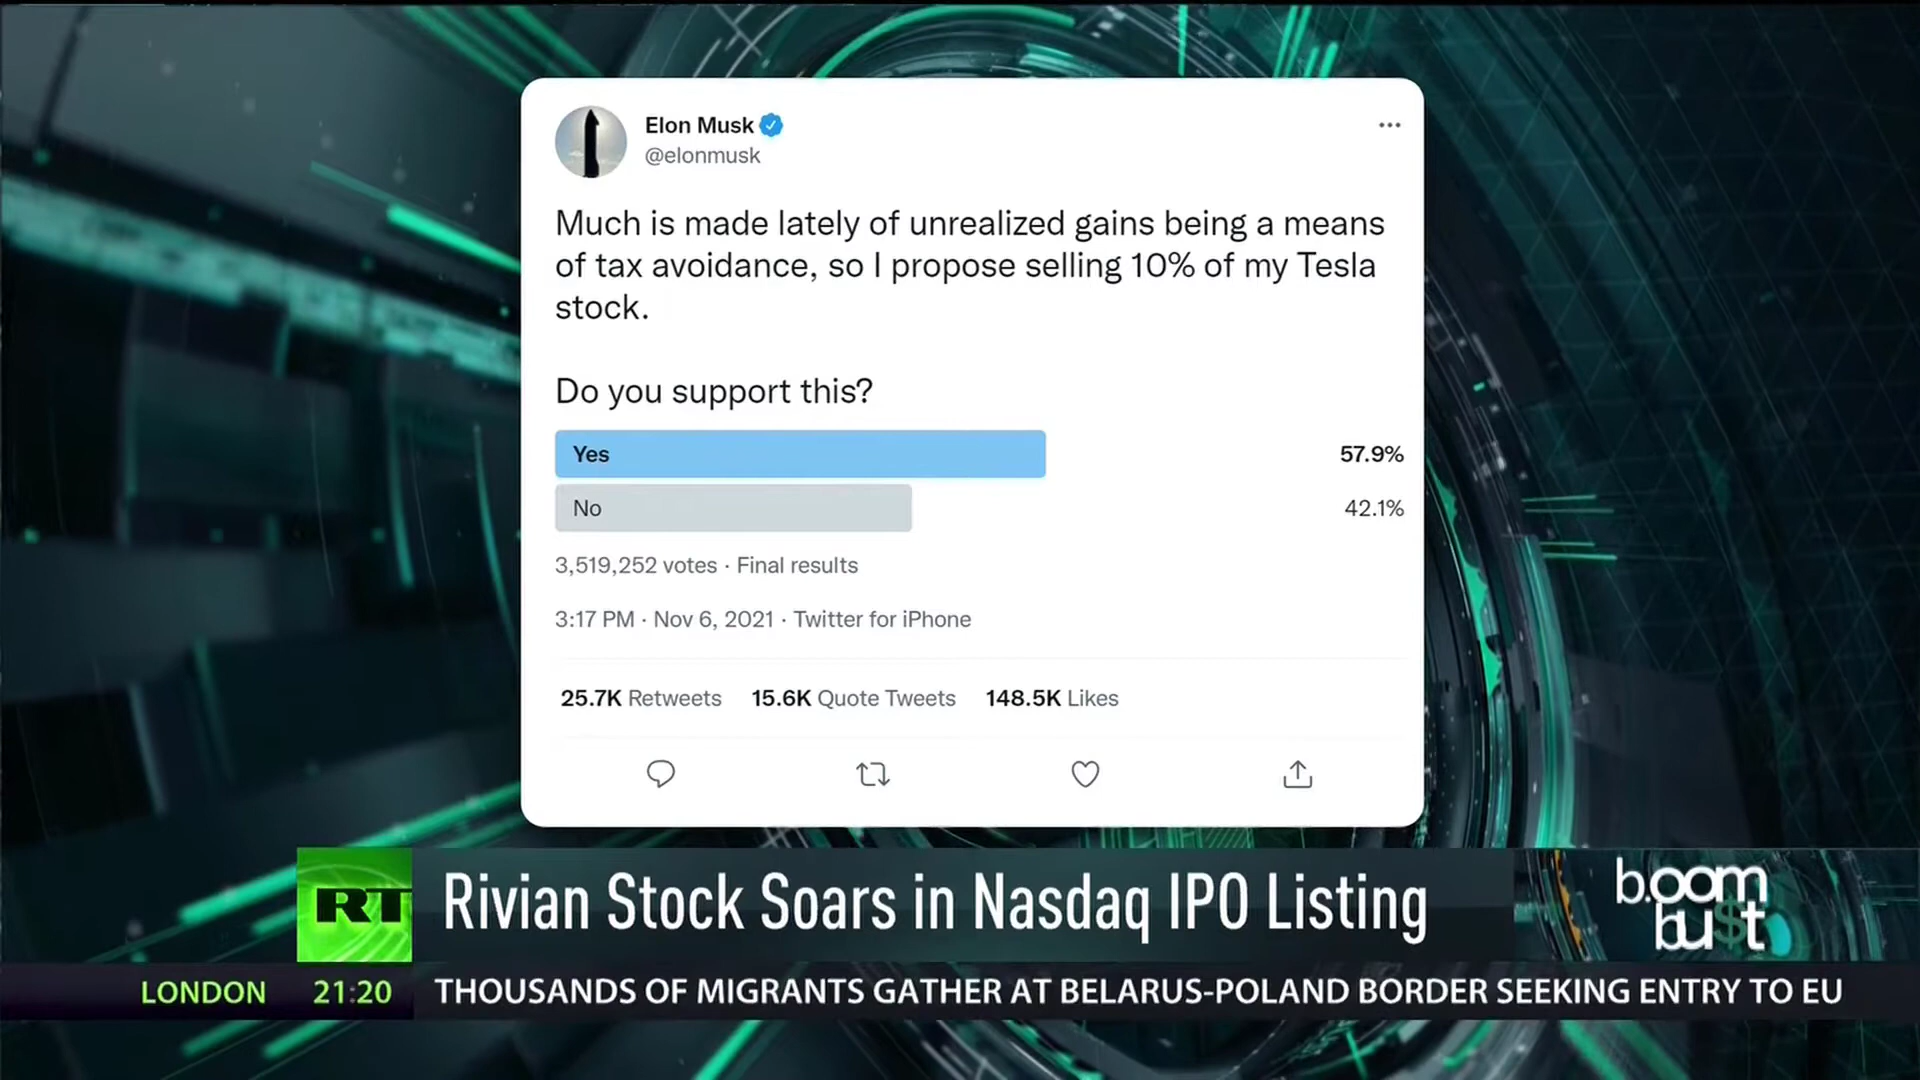 Elon Musk
@elonmusk
Much is made lately of unrealized gains being a means
of tax avoidance, so I propose selling 10% of my Tesla
stock.
Do you support this?
Yes 57.9%
No 42.1%
3,519,252 votes · Final results
3:17 PM · Nov 6, 2021 · Twitter for iPhone
25.7K Retweets 15.6K Quote Tweets 148.5K Likes
RT Rivian Stock Soars in Nasdaq IPO Listing
b.oom
bu$t
LONDON 21:20 THOUSANDS OF MIGRANTS GATHER AT BELARUS-POLAND BORDER SEEKING ENTRY TO EU